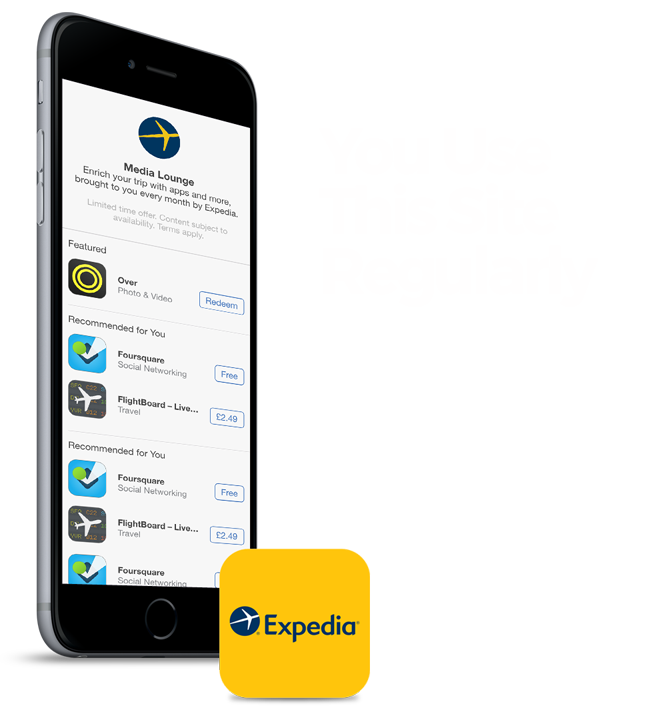 Media Lounge
Enrich your trip with apps and more,
brought to you every month by Expedia.
Limited time offer. Content subject to
availability. Terms apply.
Featured
Over
Photo & Video
Redeem
Recommended for You
Foursquare
Social Networking
Free
FlightBoard – Live...
Travel
£2.49
Recommended for You
Foursquare
Social Networking
Free
FlightBoard – Live...
Travel
£2.49
Foursquare
Social Networking
Expedia
You Use
Regularly